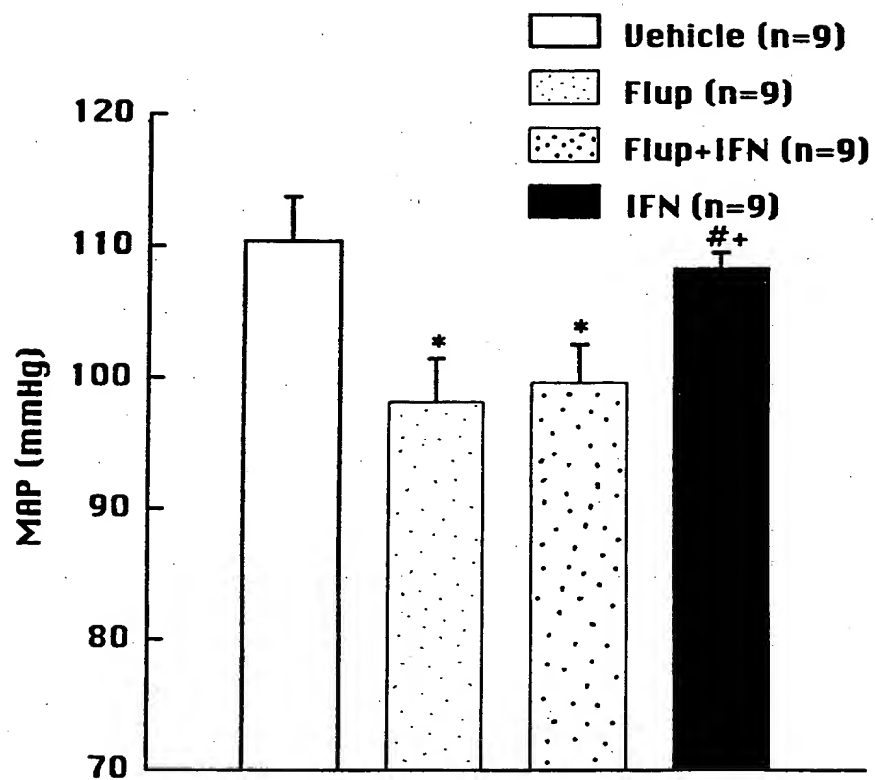 Vehicle (n=9)
Flup (n=9)
Flup+IFN (n=9)
IFN (n=9)
120
110
100
90
80
70
MAP (mmHg)
*
*
#+